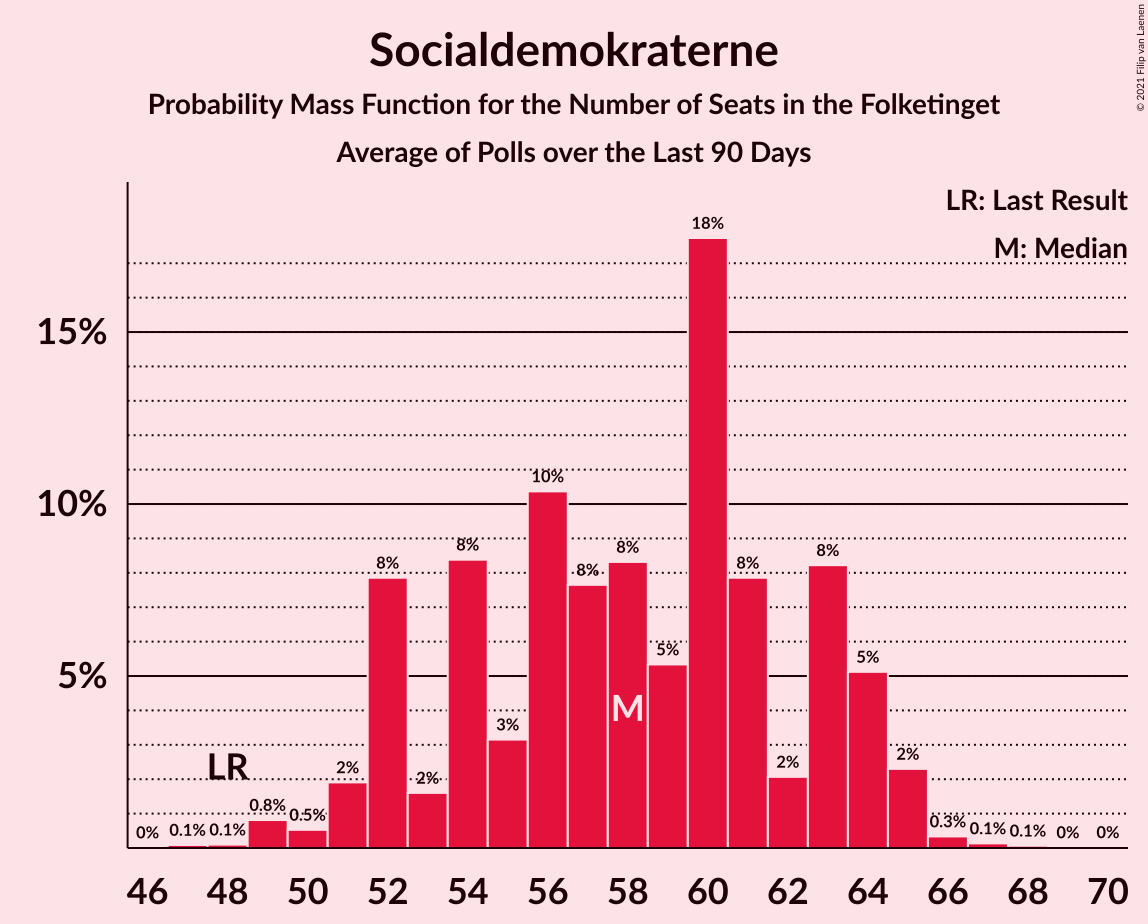 Socialdemokraterne
Probability Mass Function for the Number of Seats in the Folketinget
Average of Polls over the Last 90 Days
© 2021 Filip van Laenen
LR: Last Result
M: Median
18%
15%
10%
10%
8% 8% 8% 8% 8% 8%
5% 5%
5%
3%
M
LR
2% 2% 2% 2%
0% 0.1% 0.1% 0.8% 0.5% 0.3% 0.1% 0.1% 0% 0%
46 48 50 52 54 56 58 60 62 64 66 68 70